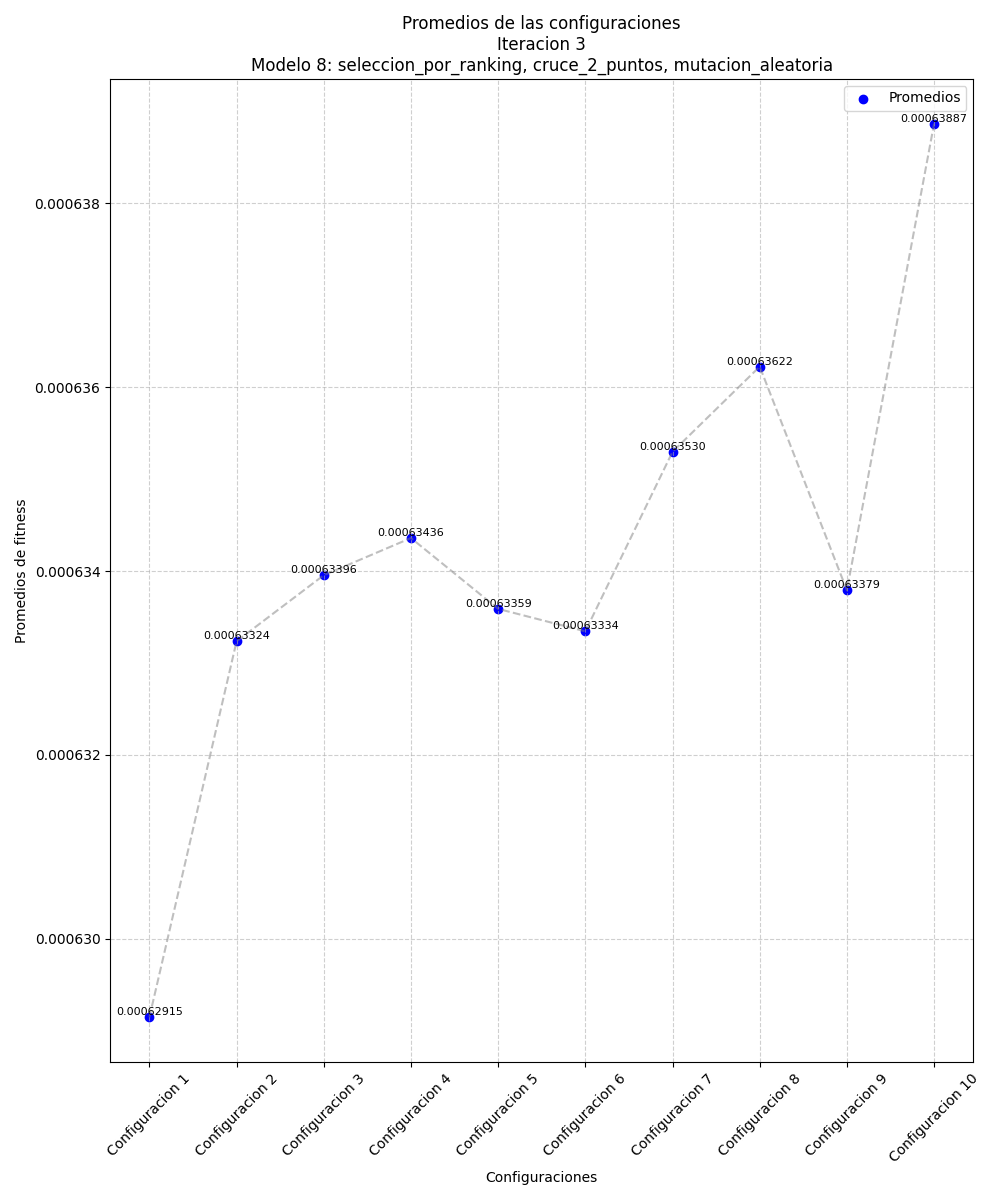 Promedios de las configuraciones
Iteracion 3
Modelo 8: seleccion_por_ranking, cruce_2_puntos, mutacion_aleatoria
Promedios
0.00063887
0.000638
0.00063622
0.000636
0.00063530
0.00063436
0.000634
0.00063396
0.00063379
0.00063359
0.00063334
0.00063324
0.000632
0.000630
0.00062915
Promedios de fitness
Configuracion 1
Configuracion 2
Configuracion 3
Configuracion 4
Configuracion 5
Configuracion 6
Configuracion 7
Configuracion 8
Configuracion 9
Configuracion 10
Configuraciones